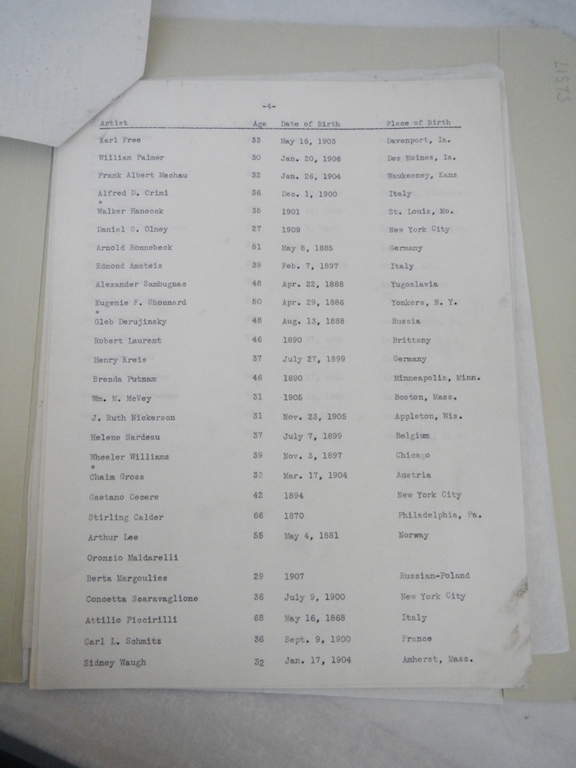 71573
-4-
Artist Age Date of Birth Place of Birth
Karl Free 33 May 16, 1903 Davenport, Ia.
William Palmer 30 Jan. 20, 1906 Des Moines, Ia.
Frank Albert Mechau 32 Jan. 26, 1904 Waukeeney, Kans
Alfred D. Crimi 36 Dec. 1, 1900 Italy
*
Walker Hancock 35 1901 St. Louis, Mo.
Daniel G. Olney 27 1909 New York City
Arnold Ronnebeck 51 May 8, 1885 Germany
Edmond Amateis 39 Feb. 7, 1897 Italy
Alexander Sambugnac 48 Apr. 22, 1888 Yugoslavia
Eugenie F. Shonnard 50 Apr. 29, 1886 Yonkers, N. Y.
*
Gleb Derujinsky 48 Aug. 13, 1888 Russia
Robert Laurent 46 1890 Brittany
Henry Kreis 37 July 27, 1899 Germany
Brenda Putnam 46 1890 Minneapolis, Minn.
Wm. M. McVey 31 1905 Boston, Mass.
J. Ruth Nickerson 31 Nov. 23, 1905 Appleton, Wis.
Helene Sardeau 37 July 7, 1899 Belgium
Wheeler Williams 39 Nov. 3, 1897 Chicago
*
Chaim Gross 32 Mar. 17, 1904 Austria
Gaetano Cecere 42 1894 New York City
Stirling Calder 66 1870 Philadelphia, Pa.
Arthur Lee 55 May 4, 1881 Norway
Oronzio Maldarelli
Berta Margoulies 29 1907 Russian-Poland
Concetta Scaravaglione 36 July 9, 1900 New York City
Attilio Piccirilli 68 May 16, 1868 Italy
Carl L. Schmitz 36 Sept. 9, 1900 France
Sidney Waugh 32 Jan. 17, 1904 Amherst, Mass.